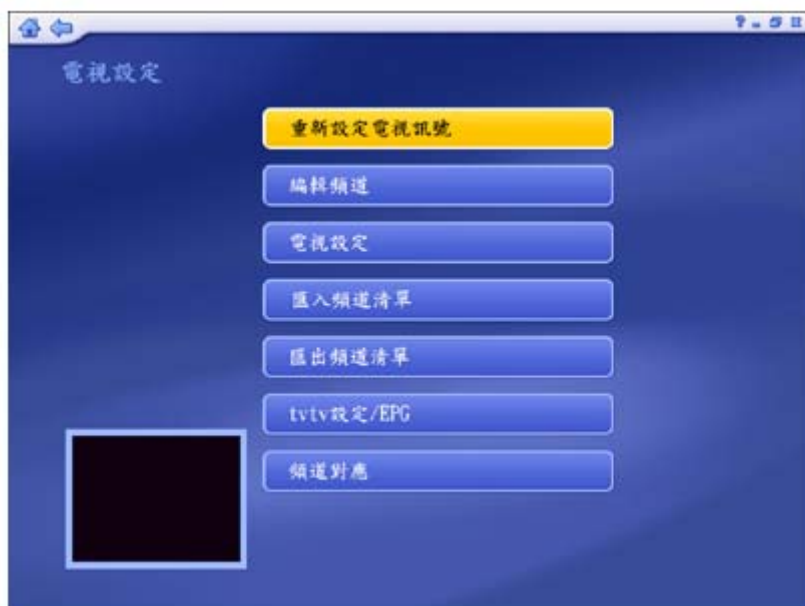 電視設定
重新設定電視訊號
編輯頻道
電視設定
匯入頻道清單
匯出頻道清單
tvtv設定/EPG
頻道對應